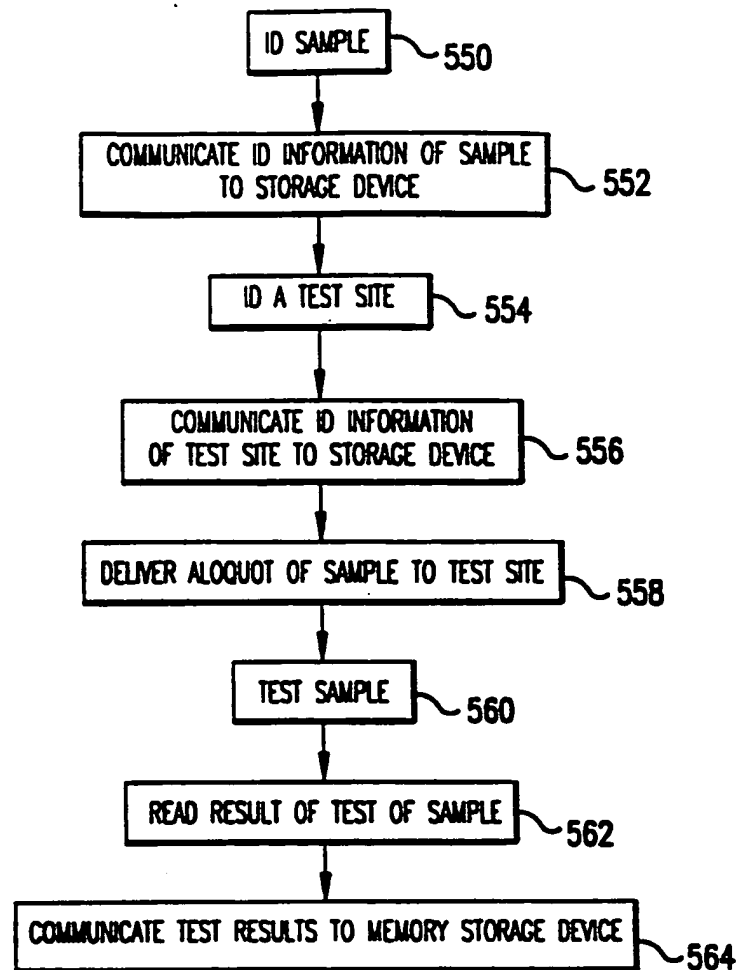 ID SAMPLE
550
COMMUNICATE ID INFORMATION OF SAMPLE
TO STORAGE DEVICE
552
ID A TEST SITE
554
COMMUNICATE ID INFORMATION
OF TEST SITE TO STORAGE DEVICE
556
DELIVER ALOQUOT OF SAMPLE TO TEST SITE
558
TEST SAMPLE
560
READ RESULT OF TEST OF SAMPLE
562
COMMUNICATE TEST RESULTS TO MEMORY STORAGE DEVICE
564